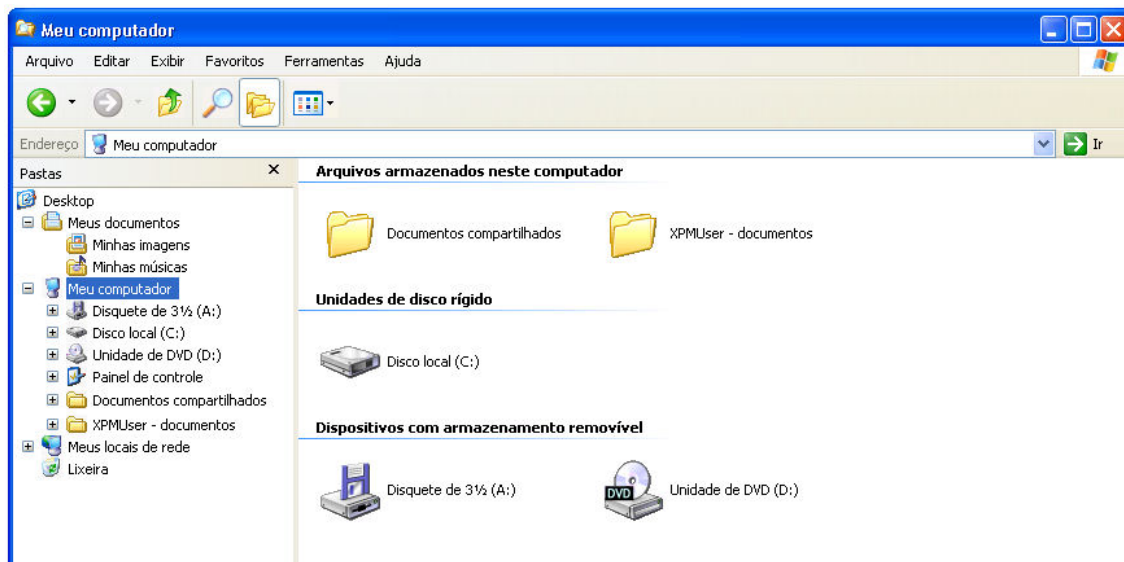 Meu computador
Arquivo Editar Exibir Favoritos Ferramentas Ajuda
Endereço Meu computador Ir
Pastas
Desktop
Meus documentos
Minhas imagens
Minhas músicas
Meu computador
Disquete de 3½ (A:)
Disco local (C:)
Unidade de DVD (D:)
Painel de controle
Documentos compartilhados
XPMUser - documentos
Meus locais de rede
Lixeira
Arquivos armazenados neste computador
Documentos compartilhados XPMUser - documentos
Unidades de disco rígido
Disco local (C:)
Dispositivos com armazenamento removível
Disquete de 3½ (A:) DVD Unidade de DVD (D:)